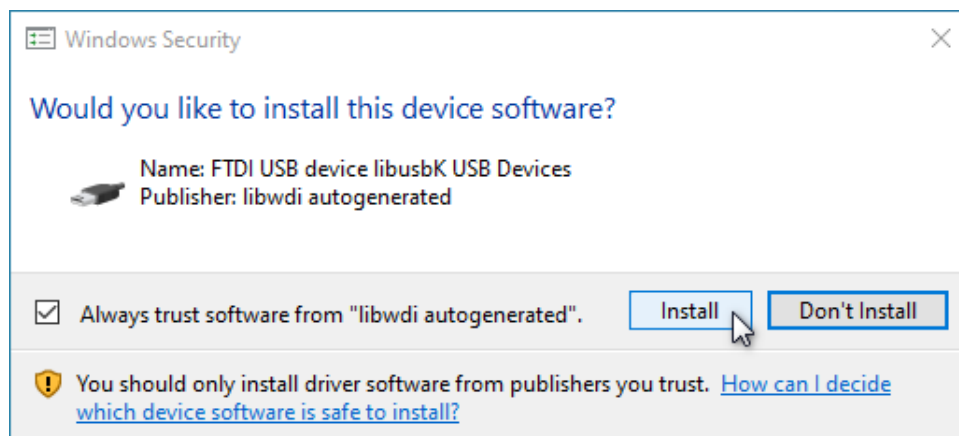 Windows Security
Would you like to install this device software?
Name: FTDI USB device libusbK USB Devices
Publisher: libwdi autogenerated
Always trust software from "libwdi autogenerated".
Install
Don't Install
You should only install driver software from publishers you trust. How can I decide
which device software is safe to install?